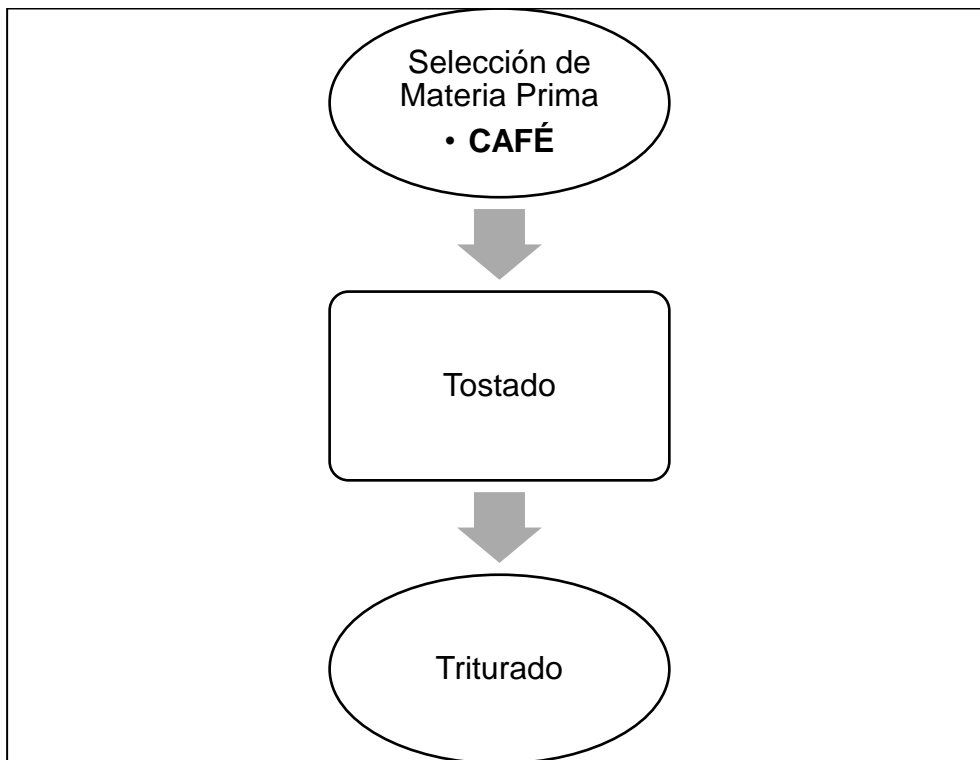 Selección de
Materia Prima
• CAFÉ
Tostado
Triturado